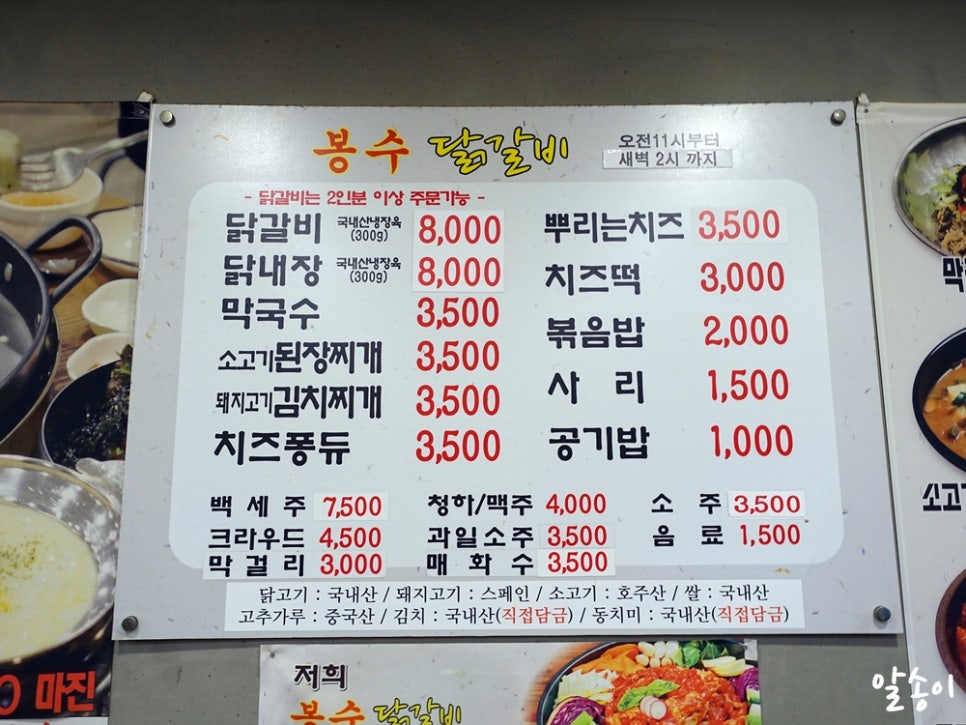 봉수 닭갈비 오전11시부터
새벽 2시 까지
- 닭갈비는 2인분 이상 주문가능 -
닭갈비 국내산냉장육 (300g) 8,000
닭내장 국내산냉장육 (300g) 8,000
막국수 3,500
소고기된장찌개 3,500
돼지고기김치찌개 3,500
치즈퐁듀 3,500
뿌리는치즈 3,500
치즈떡 3,000
볶음밥 2,000
사 리 1,500
공기밥 1,000
백 세 주 7,500 청하/맥주 4,000 소 주 3,500
크라우드 4,500 과일소주 3,500 음 료 1,500
막 걸 리 3,000 매 화 수 3,500
닭고기 : 국내산 / 돼지고기 : 스페인 / 소고기 : 호주산 / 쌀 : 국내산
고추가루 : 중국산 / 김치 : 국내산(직접담금) / 동치미 : 국내산(직접담금)
막
소고
마진
저희
봉수 닭갈비
알송이